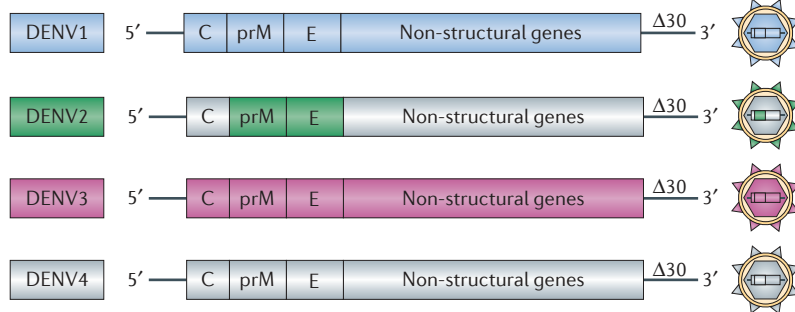 DENV1 5′ C prM E Non-structural genes Δ30 3′
DENV2 5′ C prM E Non-structural genes Δ30 3′
DENV3 5′ C prM E Non-structural genes Δ30 3′
DENV4 5′ C prM E Non-structural genes Δ30 3′